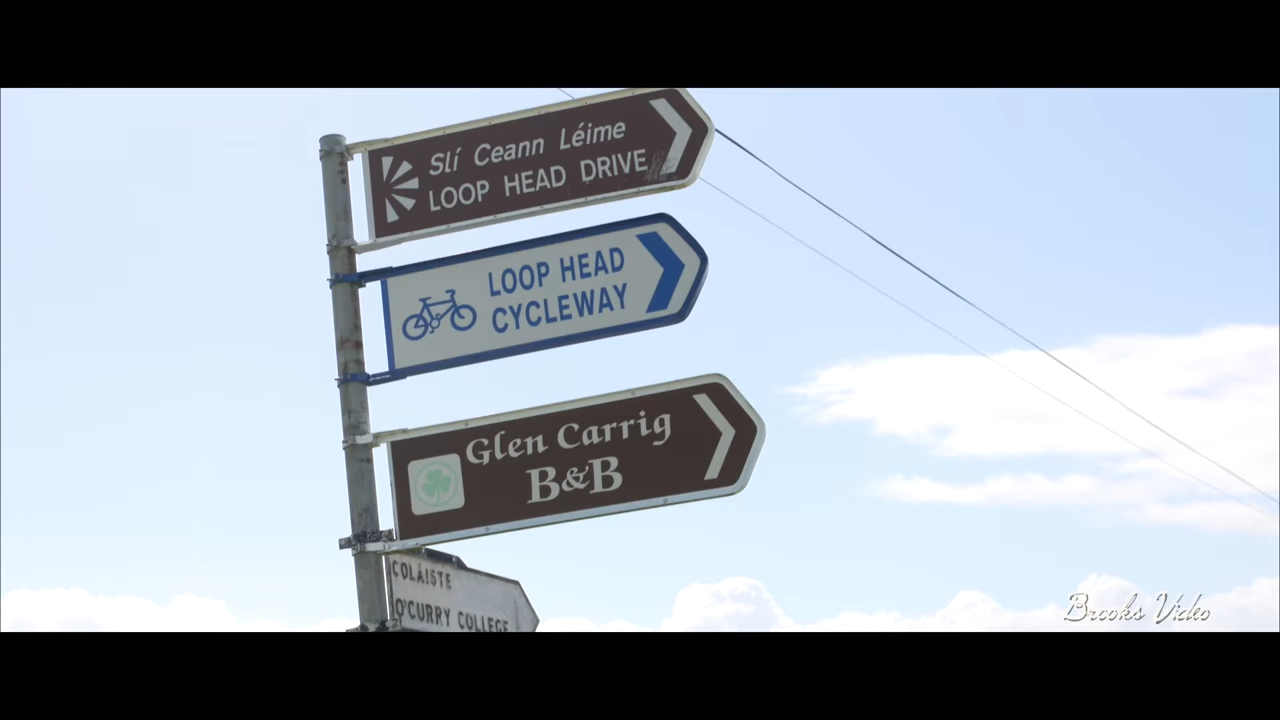 Slí Ceann Léime
LOOP HEAD DRIVE
LOOP HEAD
CYCLEWAY
Glen Carrig
B&B
COLÁISTE
O'CURRY COLLEGE
Brooks Video